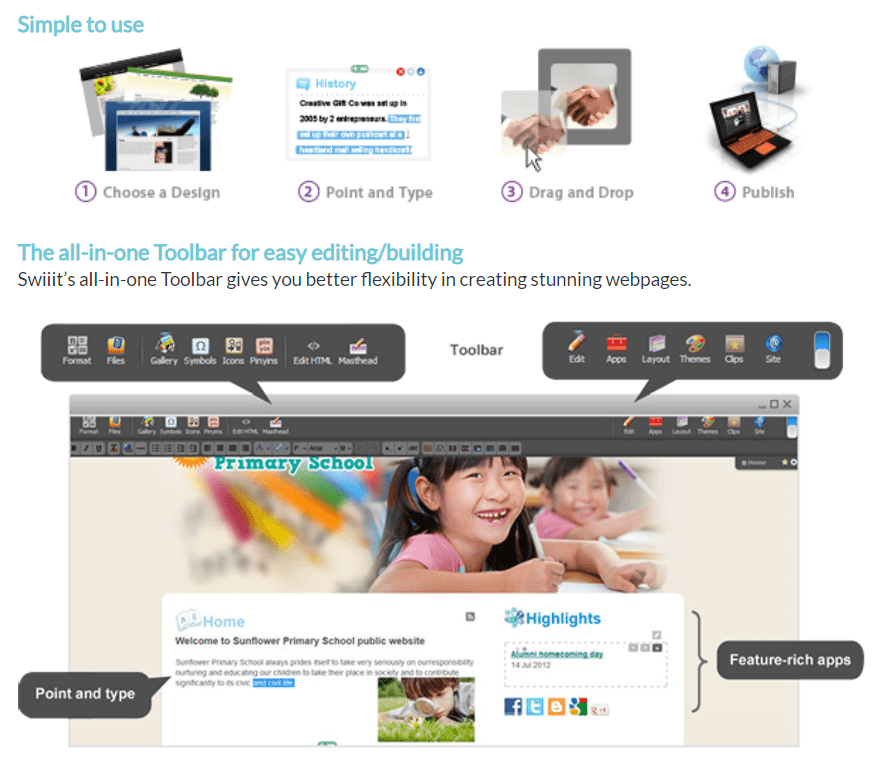 Simple to use
History
Creative Gift Co was set up in
2005 by 2 entrepreneurs. They first
set up their own pushcart at a
heartland mall selling handicrafts
1 Choose a Design
2 Point and Type
3 Drag and Drop
4 Publish
The all-in-one Toolbar for easy editing/building
Swiiit's all-in-one Toolbar gives you better flexibility in creating stunning webpages.
Format Files Gallery Symbols Icons Pinyins Edit HTML Masthead
Toolbar
Edit Apps Layout Themes Clips Site
Format Files Gallery Symbols Icons Pinyins Edit HTML Masthead
Edit Apps Layout Themes Clips Site
Primary School
Home
Home
Welcome to Sunflower Primary School public website
Sunflower Primary School always prides itself to take very seriously on ourresponsibility
nurturing and educating our children to take their place in society and to contribute
significantly to its civic and civil life
Highlights
Alumni homecoming day
14 Jul 2012
Point and type
Feature-rich apps